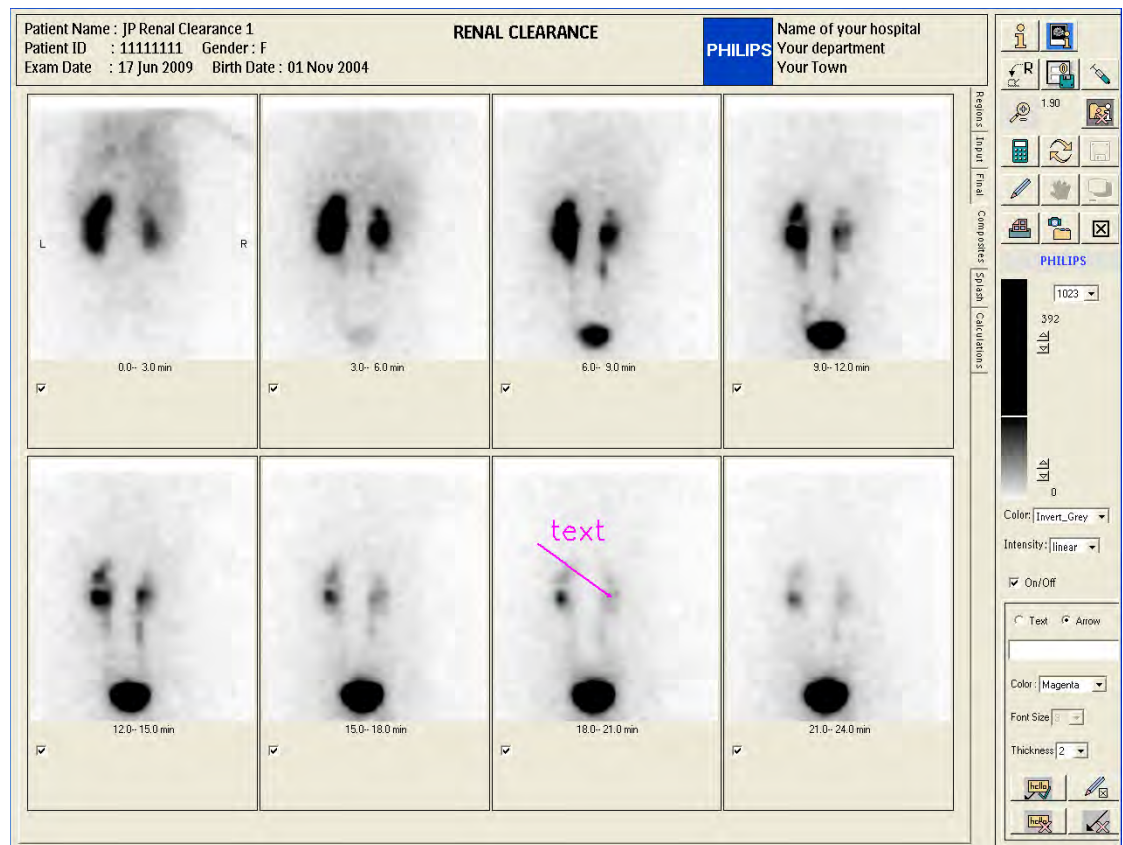 Patient Name : JP Renal Clearance 1
Patient ID : 11111111 Gender : F
Exam Date : 17 Jun 2009 Birth Date : 01 Nov 2004
RENAL CLEARANCE
PHILIPS
Name of your hospital
Your department
Your Town
L
R
0.0-- 3.0 min
3.0-- 6.0 min
6.0-- 9.0 min
9.0-- 12.0 min
text
12.0-- 15.0 min
15.0-- 18.0 min
18.0-- 21.0 min
21.0-- 24.0 min
Regions
Input
Final
Composites
Splash
Calculations
R
1.90
PHILIPS
1023
392
0
Color: Invert_Grey
Intensity: linear
On/Off
Text Arrow
Color : Magenta
Font Size
Thickness 2
hello
hello